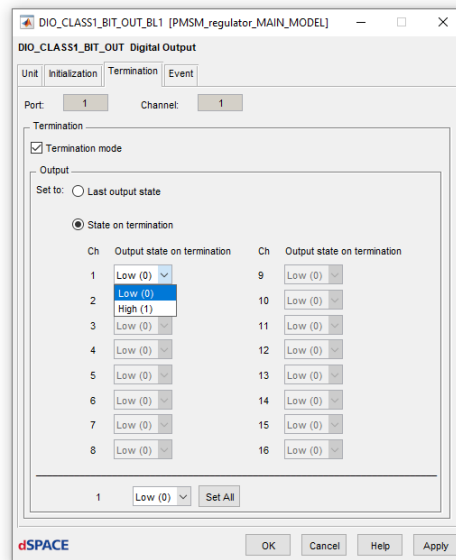 DIO_CLASS1_BIT_OUT_BL1 [PMSM_regulator_MAIN_MODEL]
DIO_CLASS1_BIT_OUT Digital Output
Unit Initialization Termination Event
Port: 1 Channel: 1
Termination
Termination mode
Output
Set to: Last output state
State on termination
Ch Output state on termination Ch Output state on termination
1 Low (0) 9 Low (0)
Low (0)
2 10 Low (0)
High (1)
3 Low (0) 11 Low (0)
4 Low (0) 12 Low (0)
5 Low (0) 13 Low (0)
6 Low (0) 14 Low (0)
7 Low (0) 15 Low (0)
8 Low (0) 16 Low (0)
1 Low (0) Set All
dSPACE OK Cancel Help Apply